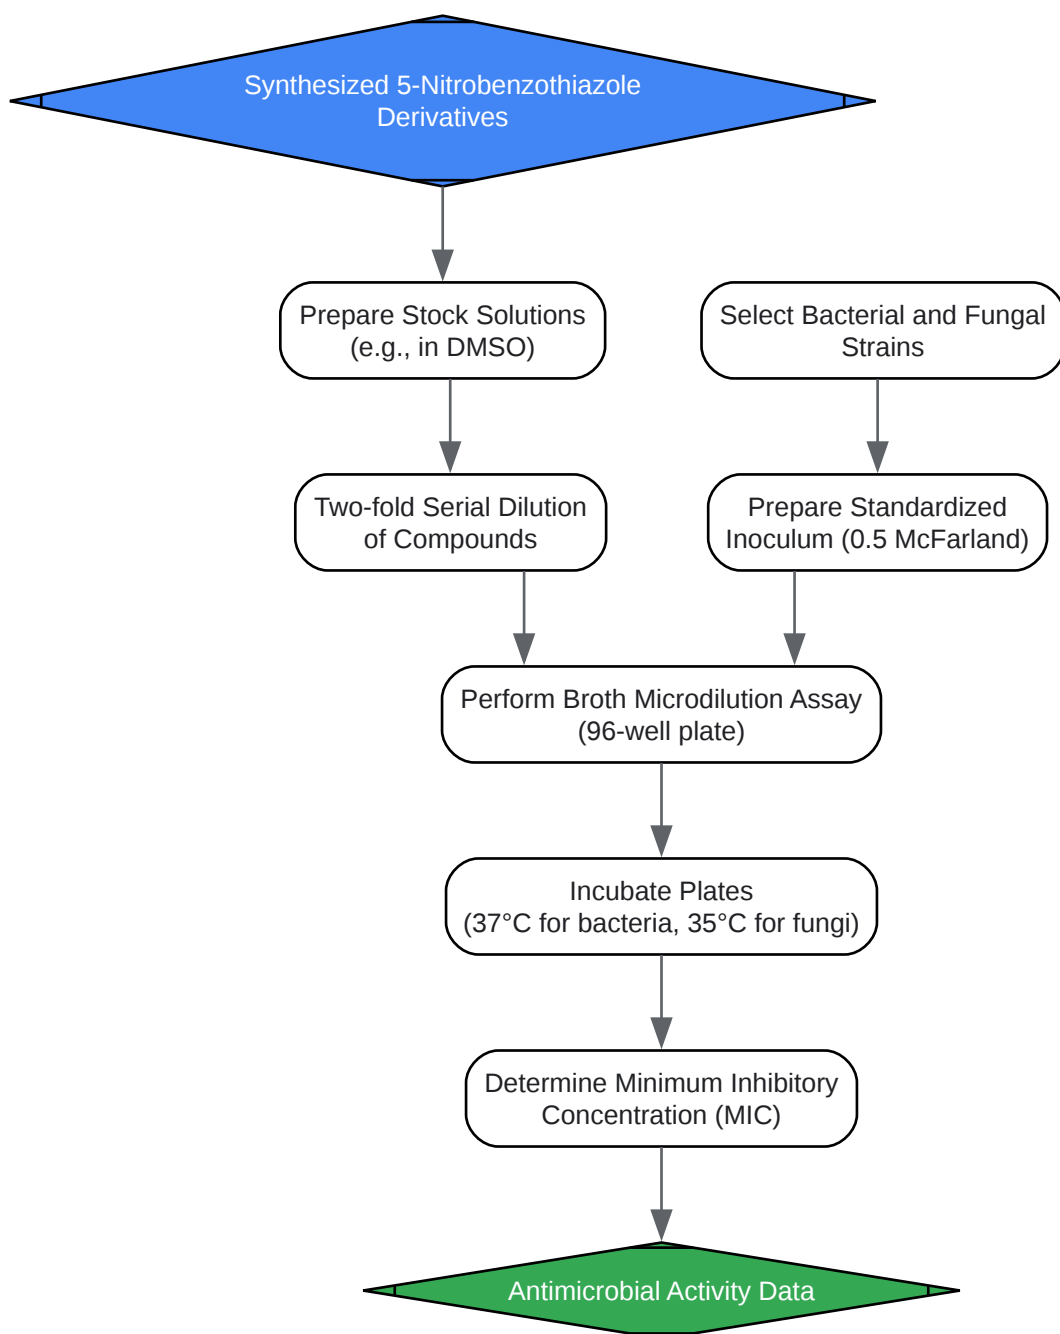 Synthesized 5-Nitrobenzothiazole
Derivatives
Prepare Stock Solutions
(e.g., in DMSO)
Select Bacterial and Fungal
Strains
Two-fold Serial Dilution
of Compounds
Prepare Standardized
Inoculum (0.5 McFarland)
Perform Broth Microdilution Assay
(96-well plate)
Incubate Plates
(37°C for bacteria, 35°C for fungi)
Determine Minimum Inhibitory
Concentration (MIC)
Antimicrobial Activity Data